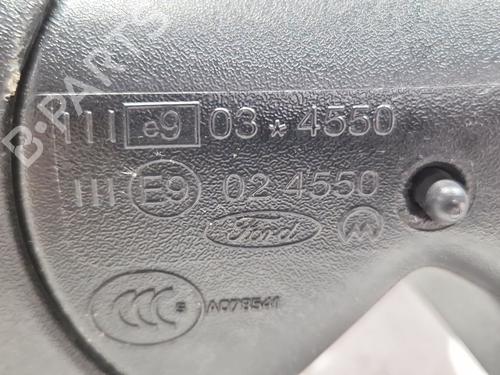 III e9 03*4550
III E9 02 4550
Ford M
CCC S A078541
B-PARTS